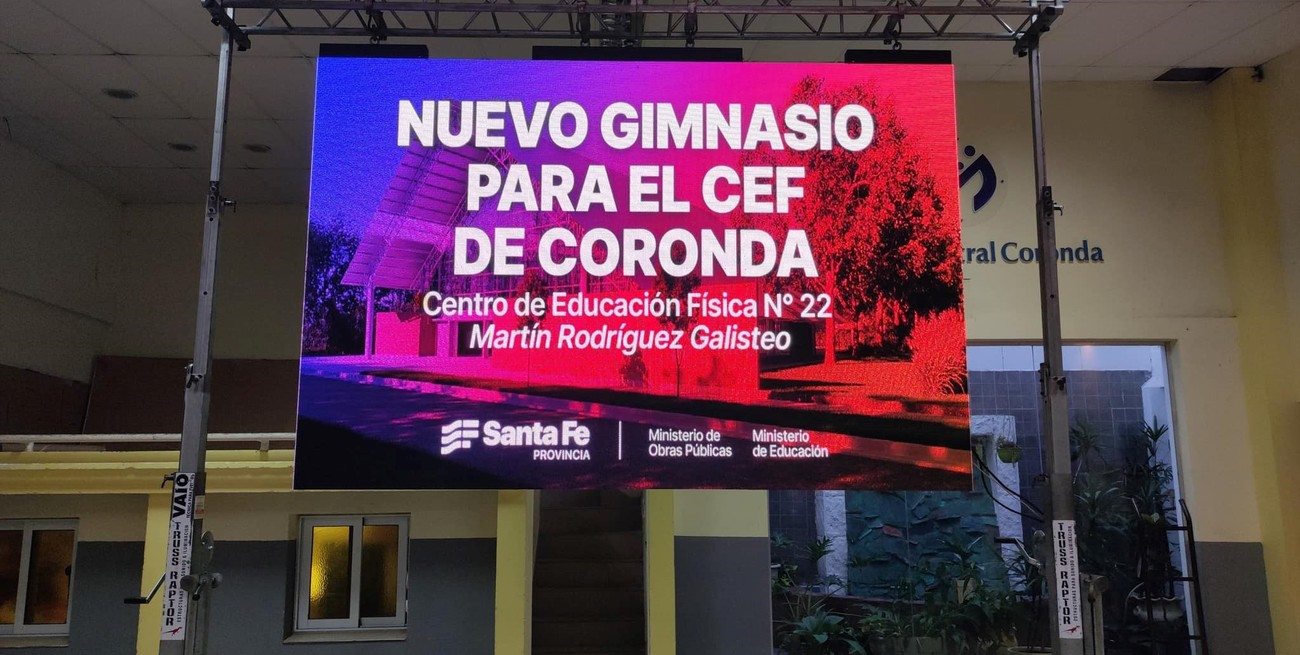 NUEVO GIMNASIO
PARA EL CEF
DE CORONDA
Centro de Educación Física N° 22
Martín Rodríguez Galisteo
Santa Fe
PROVINCIA
Ministerio de
Obras Públicas
Ministerio
de Educación
Coronda
VAIO
TRUSS RAPTOR
TRUSS RAPTOR